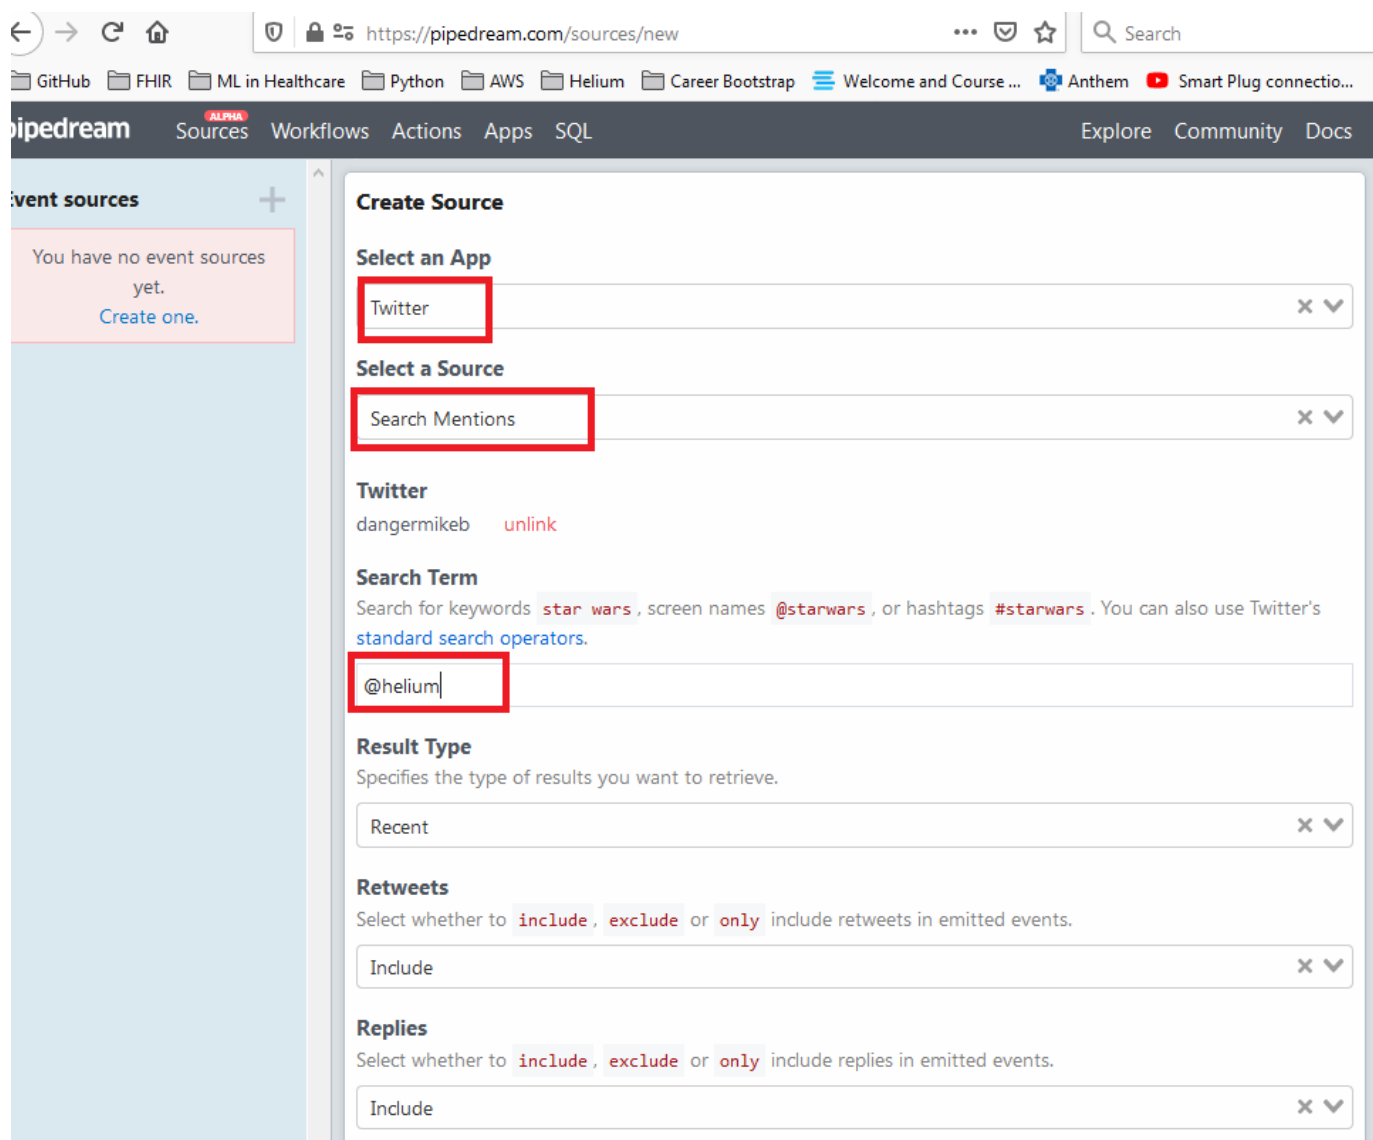 https://pipedream.com/sources/new
Search
GitHub FHIR ML in Healthcare Python AWS Helium Career Bootstrap Welcome and Course ... Anthem Smart Plug connectio...
pipedream Sources ALPHA Workflows Actions Apps SQL Explore Community Docs
Event sources
You have no event sources
yet.
Create one.
Create Source
Select an App
Twitter
Select a Source
Search Mentions
Twitter
dangermikeb unlink
Search Term
Search for keywords star wars, screen names @starwars, or hashtags #starwars. You can also use Twitter's
standard search operators.
@helium
Result Type
Specifies the type of results you want to retrieve.
Recent
Retweets
Select whether to include, exclude or only include retweets in emitted events.
Include
Replies
Select whether to include, exclude or only include replies in emitted events.
Include